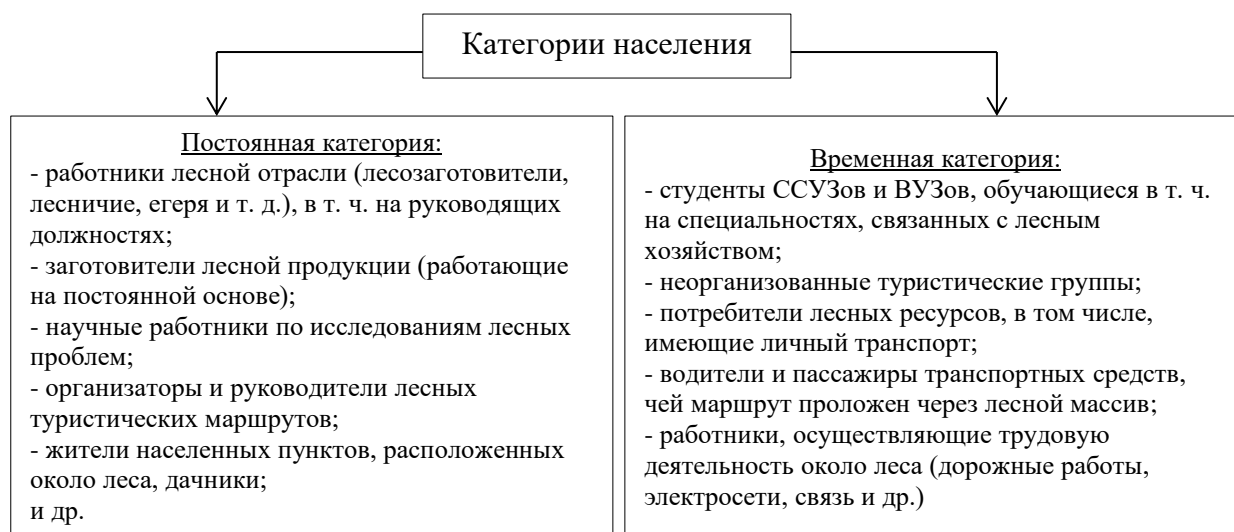 Категории населения
Постоянная категория:
- работники лесной отрасли (лесозаготовители,
лесничие, егеря и т. д.), в т. ч. на руководящих
должностях;
- заготовители лесной продукции (работающие
на постоянной основе);
- научные работники по исследованиям лесных
проблем;
- организаторы и руководители лесных
туристических маршрутов;
- жители населенных пунктов, расположенных
около леса, дачники;
и др.
Временная категория:
- студенты ССУЗов и ВУЗов, обучающиеся в т. ч.
на специальностях, связанных с лесным
хозяйством;
- неорганизованные туристические группы;
- потребители лесных ресурсов, в том числе,
имеющие личный транспорт;
- водители и пассажиры транспортных средств,
чей маршрут проложен через лесной массив;
- работники, осуществляющие трудовую
деятельность около леса (дорожные работы,
электросети, связь и др.)